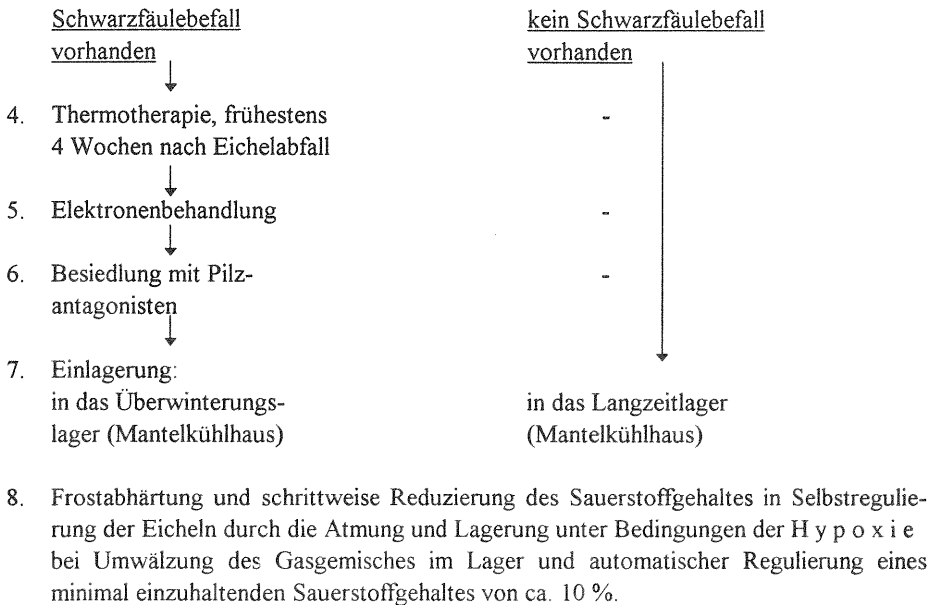 Schwarzfäulebefall kein Schwarzfäulebefall
vorhanden vorhanden
4. Thermotherapie, frühestens -
4 Wochen nach Eichelabfall
5. Elektronenbehandlung -
6. Besiedlung mit Pilz- -
antagonisten
7. Einlagerung:
in das Überwinterungs- in das Langzeitlager
lager (Mantelkühlhaus) (Mantelkühlhaus)
8. Frostabhärtung und schrittweise Reduzierung des Sauerstoffgehaltes in Selbstregulie-
rung der Eicheln durch die Atmung und Lagerung unter Bedingungen der H y p o x i e
bei Umwälzung des Gasgemisches im Lager und automatischer Regulierung eines
minimal einzuhaltenden Sauerstoffgehaltes von ca. 10 %.